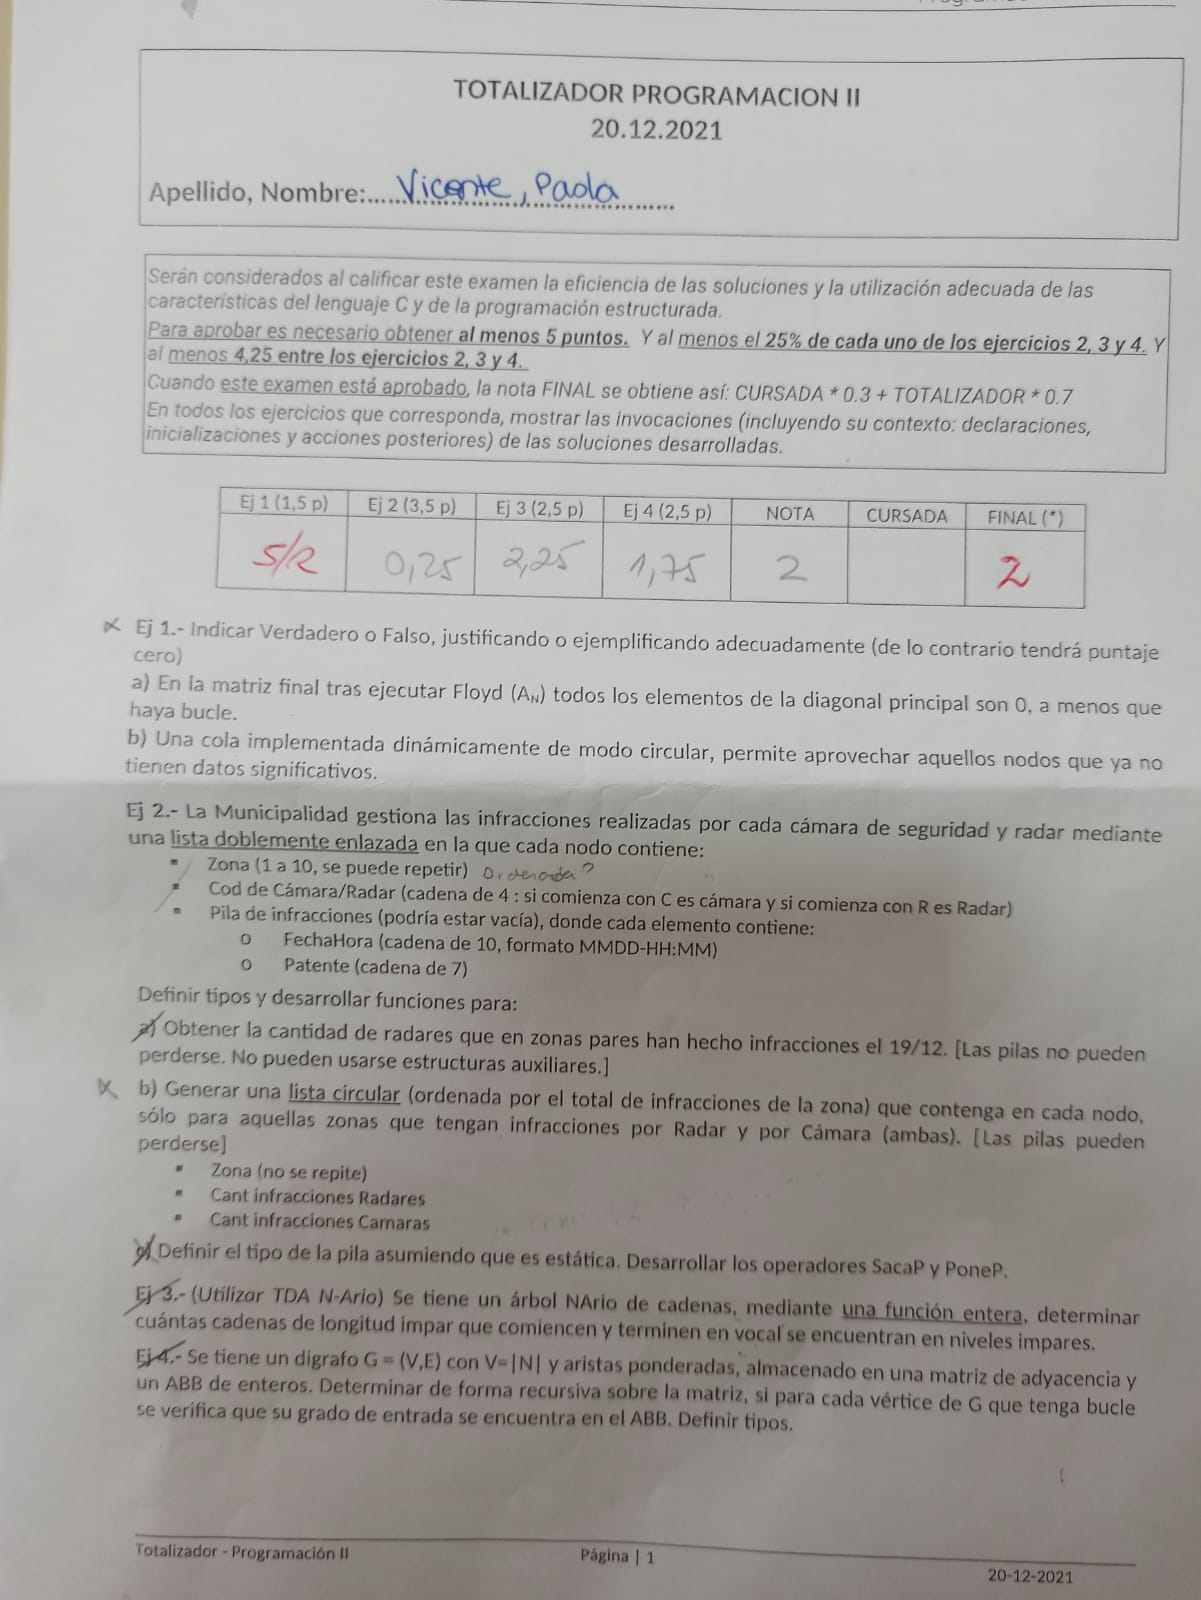 TOTALIZADOR PROGRAMACION II
20.12.2021
Apellido, Nombre:......Vicente, Paola.......
Serán considerados al calificar este examen la eficiencia de las soluciones y la utilización adecuada de las
características del lenguaje C y de la programación estructurada.
Para aprobar es necesario obtener al menos 5 puntos. Y al menos el 25% de cada uno de los ejercicios 2, 3 y 4. Y
al menos 4,25 entre los ejercicios 2, 3 y 4.
Cuando este examen está aprobado, la nota FINAL se obtiene así: CURSADA * 0.3 + TOTALIZADOR * 0.7
En todos los ejercicios que corresponda, mostrar las invocaciones (incluyendo su contexto: declaraciones,
inicializaciones y acciones posteriores) de las soluciones desarrolladas.
Ej 1 (1,5 p) Ej 2 (3,5 p) Ej 3 (2,5 p) Ej 4 (2,5 p) NOTA CURSADA FINAL (*)
S/R 0,25 2,25 1,75 2 2
Ej 1.- Indicar Verdadero o Falso, justificando o ejemplificando adecuadamente (de lo contrario tendrá puntaje
cero)
a) En la matriz final tras ejecutar Floyd (AN) todos los elementos de la diagonal principal son 0, a menos que
haya bucle.
b) Una cola implementada dinámicamente de modo circular, permite aprovechar aquellos nodos que ya no
tienen datos significativos.
Ej 2.- La Municipalidad gestiona las infracciones realizadas por cada cámara de seguridad y radar mediante
una lista doblemente enlazada en la que cada nodo contiene:
▪ Zona (1 a 10, se puede repetir) Ordenada?
▪ Cod de Cámara/Radar (cadena de 4 : si comienza con C es cámara y si comienza con R es Radar)
▪ Pila de infracciones (podría estar vacía), donde cada elemento contiene:
o FechaHora (cadena de 10, formato MMDD-HH:MM)
o Patente (cadena de 7)
Definir tipos y desarrollar funciones para:
a) Obtener la cantidad de radares que en zonas pares han hecho infracciones el 19/12. [Las pilas no pueden
perderse. No pueden usarse estructuras auxiliares.]
b) Generar una lista circular (ordenada por el total de infracciones de la zona) que contenga en cada nodo,
sólo para aquellas zonas que tengan infracciones por Radar y por Cámara (ambas). [Las pilas pueden
perderse]
▪ Zona (no se repite)
▪ Cant infracciones Radares
▪ Cant infracciones Camaras
c) Definir el tipo de la pila asumiendo que es estática. Desarrollar los operadores SacaP y PoneP.
Ej 3.- (Utilizar TDA N-Ario) Se tiene un árbol NArio de cadenas, mediante una función entera, determinar
cuántas cadenas de longitud impar que comiencen y terminen en vocal se encuentran en niveles impares.
Ej 4.- Se tiene un digrafo G = (V,E) con V=|N| y aristas ponderadas, almacenado en una matriz de adyacencia y
un ABB de enteros. Determinar de forma recursiva sobre la matriz, si para cada vértice de G que tenga bucle
se verifica que su grado de entrada se encuentra en el ABB. Definir tipos.
Totalizador - Programación II Página | 1
20-12-2021